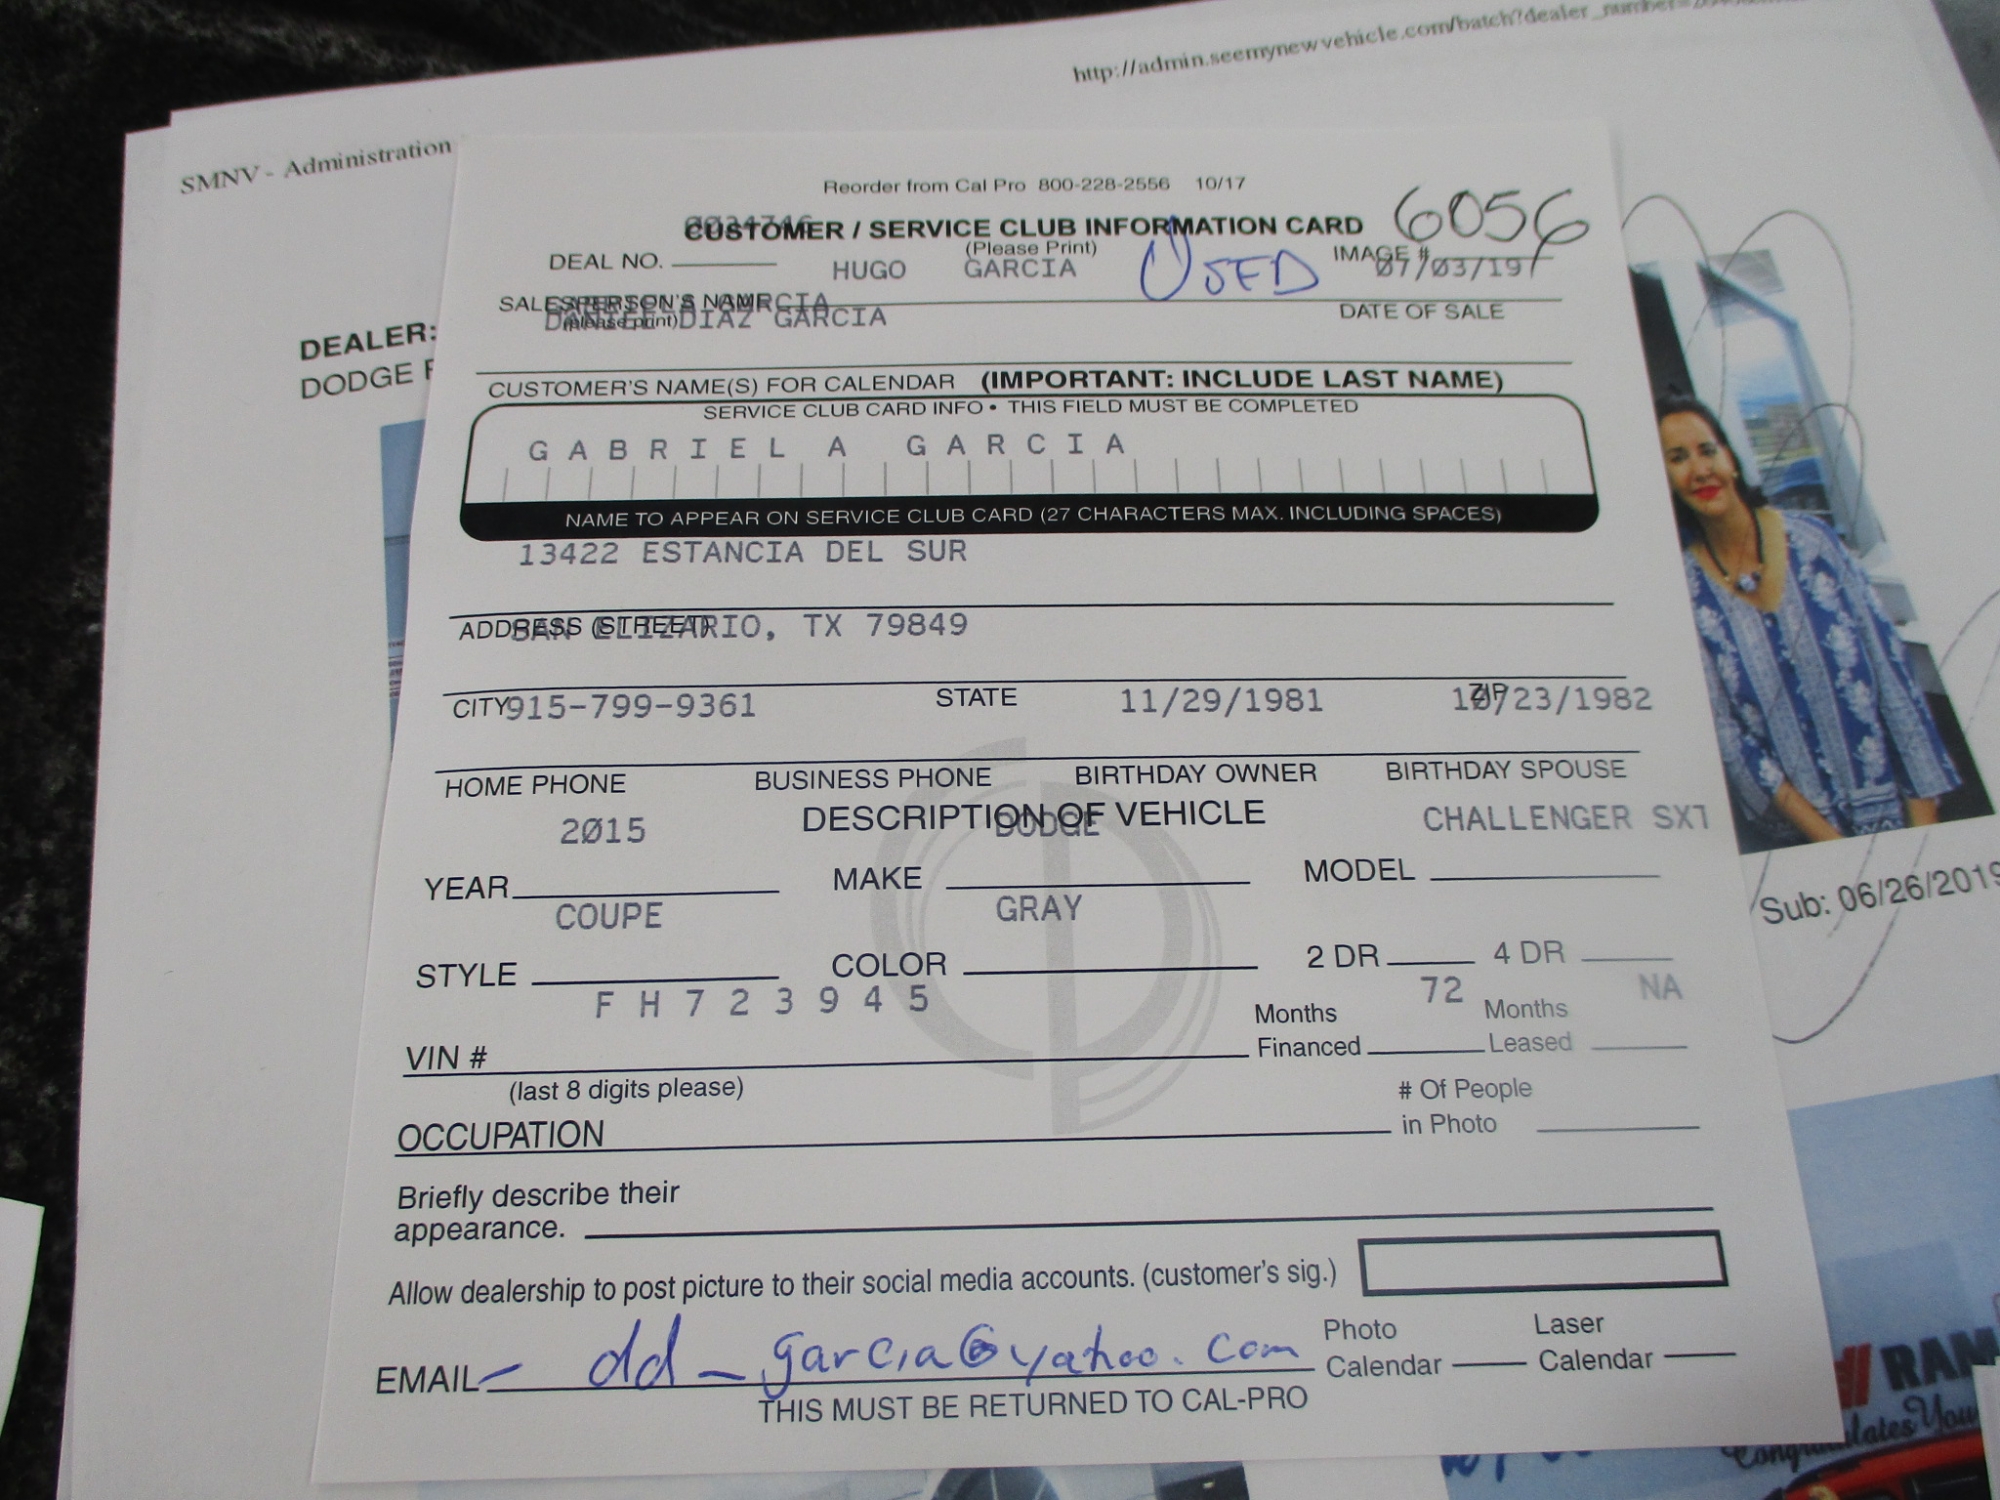 http://admin.seemynewvehicle.com/batch?dealer_number=
SMNV - Administration
Reorder from Cal Pro 800-228-2556 10/17
CUSTOMER / SERVICE CLUB INFORMATION CARD
6056
(Please Print)
DEAL NO.
HUGO GARCIA
USED
IMAGE #
07/03/19
SALESPERSON'S NAME
(please print)
DIAZ GARCIA
DATE OF SALE
DEALER:
DODGE
CUSTOMER'S NAME(S) FOR CALENDAR (IMPORTANT: INCLUDE LAST NAME)
SERVICE CLUB CARD INFO • THIS FIELD MUST BE COMPLETED
GABRIEL A GARCIA
NAME TO APPEAR ON SERVICE CLUB CARD (27 CHARACTERS MAX. INCLUDING SPACES)
13422 ESTANCIA DEL SUR
ADDRESS (STREET)
SAN ELIZARIO, TX 79849
CITY
915-799-9361
STATE
11/29/1981
ZIP
10/23/1982
HOME PHONE BUSINESS PHONE BIRTHDAY OWNER BIRTHDAY SPOUSE
DESCRIPTION OF VEHICLE
2015 DODGE CHALLENGER SXT
YEAR MAKE MODEL
COUPE GRAY
STYLE COLOR 2 DR 4 DR
FH723945
72 NA
Months Financed
Months Leased
VIN #
(last 8 digits please)
# Of People in Photo
OCCUPATION
Briefly describe their appearance.
Allow dealership to post picture to their social media accounts. (customer's sig.)
EMAIL
dd_garcia@yahoo.com
Photo Calendar
Laser Calendar
THIS MUST BE RETURNED TO CAL-PRO
Sub: 06/26/2019
RAM